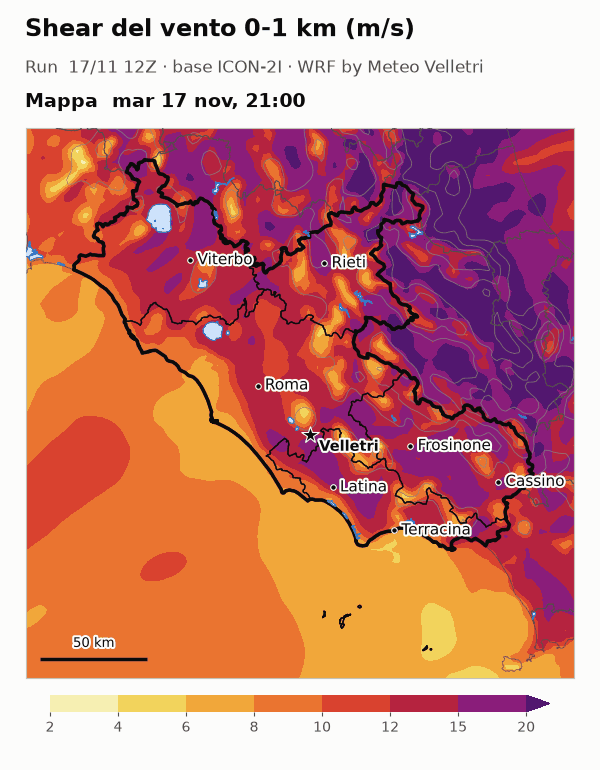 Shear del vento 0-1 km (m/s)
Run 17/11 12Z · base ICON-2I · WRF by Meteo Velletri
Mappa mar 17 nov, 21:00
Viterbo
Rieti
Roma
Velletri
Frosinone
Latina
Cassino
Terracina
50 km
2 4 6 8 10 12 15 20